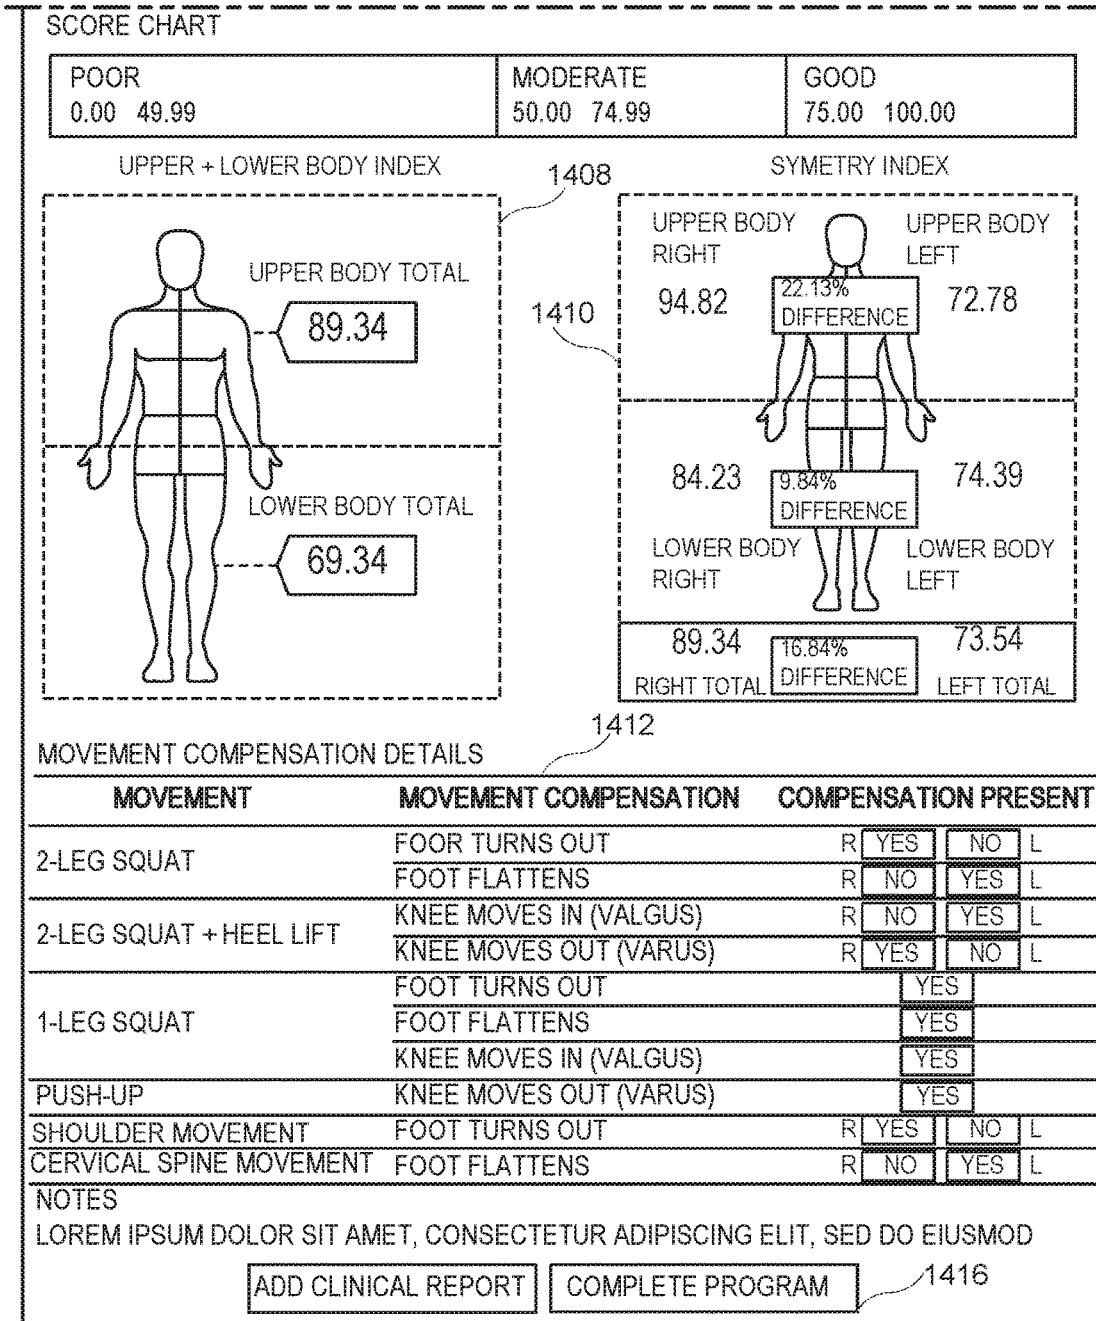 SCORE CHART
POOR MODERATE GOOD
0.00 49.99 50.00 74.99 75.00 100.00
UPPER + LOWER BODY INDEX
1408
UPPER BODY TOTAL
89.34
LOWER BODY TOTAL
69.34
SYMETRY INDEX
1410
UPPER BODY RIGHT
UPPER BODY LEFT
94.82
22.13% DIFFERENCE
72.78
84.23
9.84% DIFFERENCE
74.39
LOWER BODY RIGHT
LOWER BODY LEFT
89.34
16.84% DIFFERENCE
73.54
RIGHT TOTAL
LEFT TOTAL
1412
MOVEMENT COMPENSATION DETAILS
MOVEMENT MOVEMENT COMPENSATION COMPENSATION PRESENT
2-LEG SQUAT
FOOR TURNS OUT R YES NO L
FOOT FLATTENS R NO YES L
2-LEG SQUAT + HEEL LIFT
KNEE MOVES IN (VALGUS) R NO YES L
KNEE MOVES OUT (VARUS) R YES NO L
1-LEG SQUAT
FOOT TURNS OUT YES
FOOT FLATTENS YES
KNEE MOVES IN (VALGUS) YES
PUSH-UP KNEE MOVES OUT (VARUS) YES
SHOULDER MOVEMENT FOOT TURNS OUT R YES NO L
CERVICAL SPINE MOVEMENT FOOT FLATTENS R NO YES L
NOTES
LOREM IPSUM DOLOR SIT AMET, CONSECTETUR ADIPISCING ELIT, SED DO EIUSMOD
ADD CLINICAL REPORT COMPLETE PROGRAM
1416